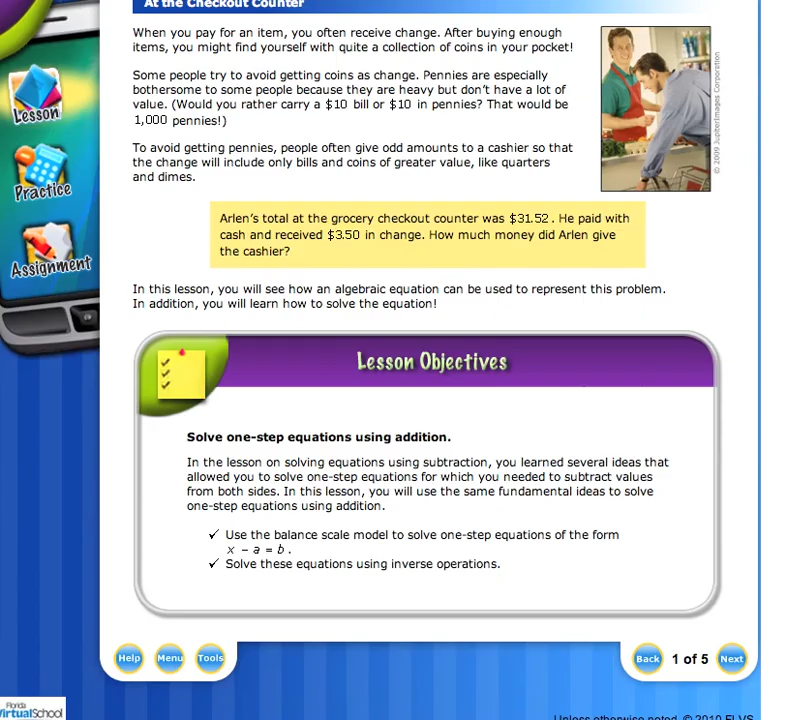 At the Checkout Counter
When you pay for an item, you often receive change. After buying enough
items, you might find yourself with quite a collection of coins in your pocket!
Some people try to avoid getting coins as change. Pennies are especially
bothersome to some people because they are heavy but don't have a lot of
value. (Would you rather carry a $10 bill or $10 in pennies? That would be
1,000 pennies!)
To avoid getting pennies, people often give odd amounts to a cashier so that
the change will include only bills and coins of greater value, like quarters
and dimes.
© 2009 JupiterImages Corporation
Lesson
Practice
Assignment
Arlen's total at the grocery checkout counter was $31.52. He paid with
cash and received $3.50 in change. How much money did Arlen give
the cashier?
In this lesson, you will see how an algebraic equation can be used to represent this problem.
In addition, you will learn how to solve the equation!
Lesson Objectives
Solve one-step equations using addition.
In the lesson on solving equations using subtraction, you learned several ideas that
allowed you to solve one-step equations for which you needed to subtract values
from both sides. In this lesson, you will use the same fundamental ideas to solve
one-step equations using addition.
✓ Use the balance scale model to solve one-step equations of the form
x − a = b.
✓ Solve these equations using inverse operations.
Help Menu Tools
Back 1 of 5 Next
Florida
VirtualSchool
Unless otherwise noted, © 2010 FLVS